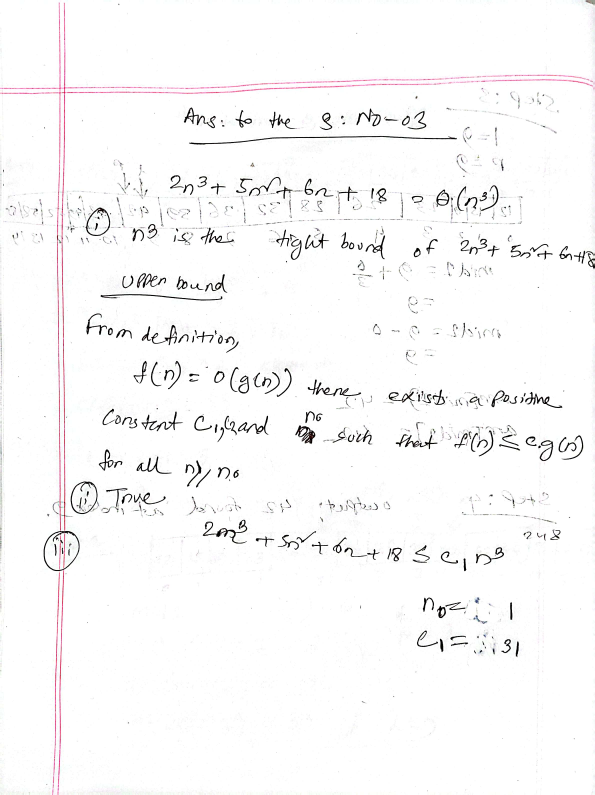 Ans: to the Q: No-03
2n³ + 5n² + 6n + 18 = θ(n³)
(i) n³ is the tight bound of 2n³ + 5n² + 6n + 18
Upper bound
From definition,
f(n) = O(g(n)) there exists a positive
constant C₁, C₂ and n₀ such that f(n) ≤ c.g(n)
for all n ≥ n₀
(ii) True
(iii) 2n³ + 5n² + 6n + 18 ≤ c₁ n³
n₀ = 1
c₁ = 31